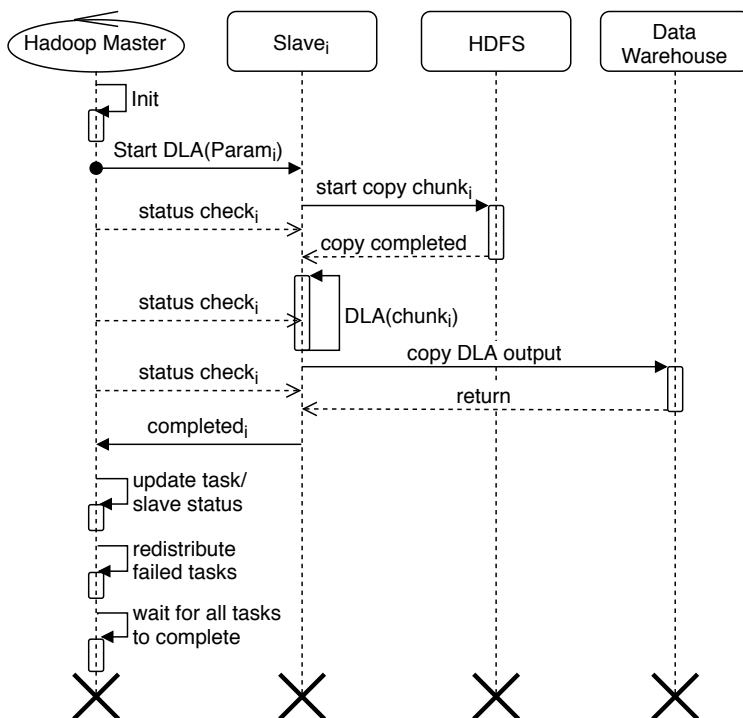 Hadoop Master
Slaveᵢ
HDFS
Data
Warehouse
Init
Start DLA(Paramᵢ)
start copy chunkᵢ
status checkᵢ
copy completed
status checkᵢ
DLA(chunkᵢ)
copy DLA output
status checkᵢ
return
completedᵢ
update task/
slave status
redistribute
failed tasks
wait for all tasks
to complete